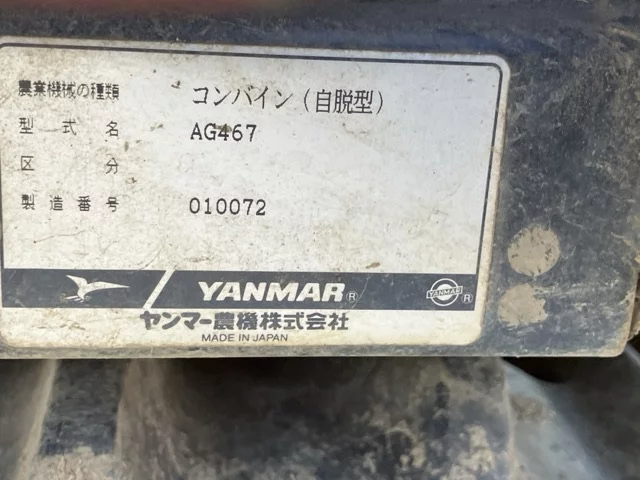 農業機械の種類 コンバイン(自脱型)
型式名 AG467
区分
製造番号 010072
YANMAR® YANMAR ®
ヤンマー農機株式会社
MADE IN JAPAN